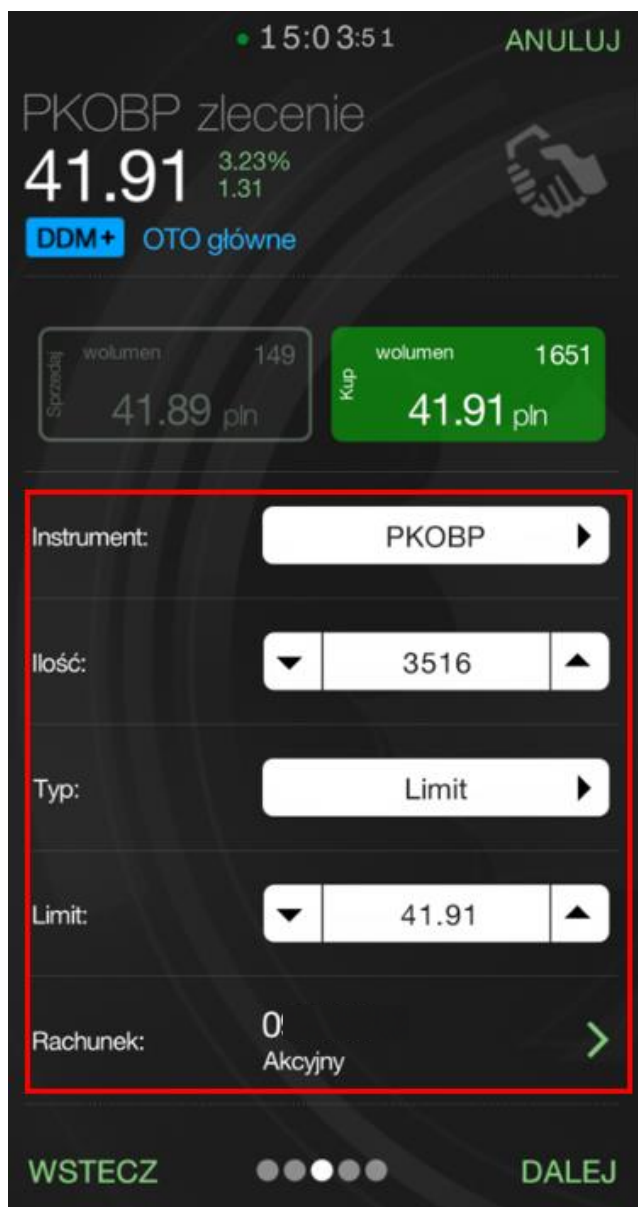 15:03:51 ANULUJ
PKOBP zlecenie
41.91 3.23%
1.31
DDM+ OTO główne
Sprzedaj wolumen 149
41.89 pln
Kup wolumen 1651
41.91 pln
Instrument: PKOBP
Ilość: 3516
Typ: Limit
Limit: 41.91
Rachunek:
Akcyjny
WSTECZ DALEJ